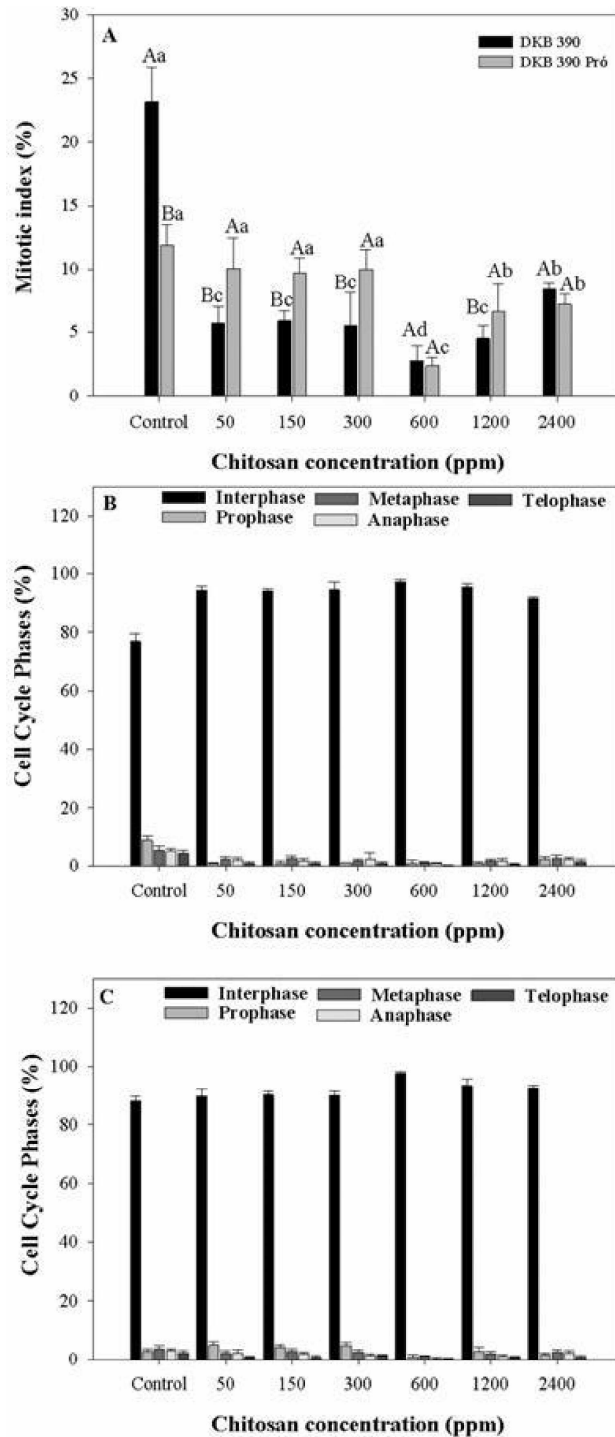 A
DKB 390
DKB 390 Pró
Mitotic index (%)
30
25
20
15
10
5
0
Aa
Ba
Bc
Aa
Bc
Aa
Bc
Aa
Ad
Ac
Bc
Ab
Ab
Ab
Control 50 150 300 600 1200 2400
Chitosan concentration (ppm)
B
Interphase Metaphase Telophase
Prophase Anaphase
Cell Cycle Phases (%)
120
100
80
60
40
20
0
Control 50 150 300 600 1200 2400
Chitosan concentration (ppm)
C
Interphase Metaphase Telophase
Prophase Anaphase
Cell Cycle Phases (%)
120
100
80
60
40
20
0
Control 50 150 300 600 1200 2400
Chitosan concentration (ppm)